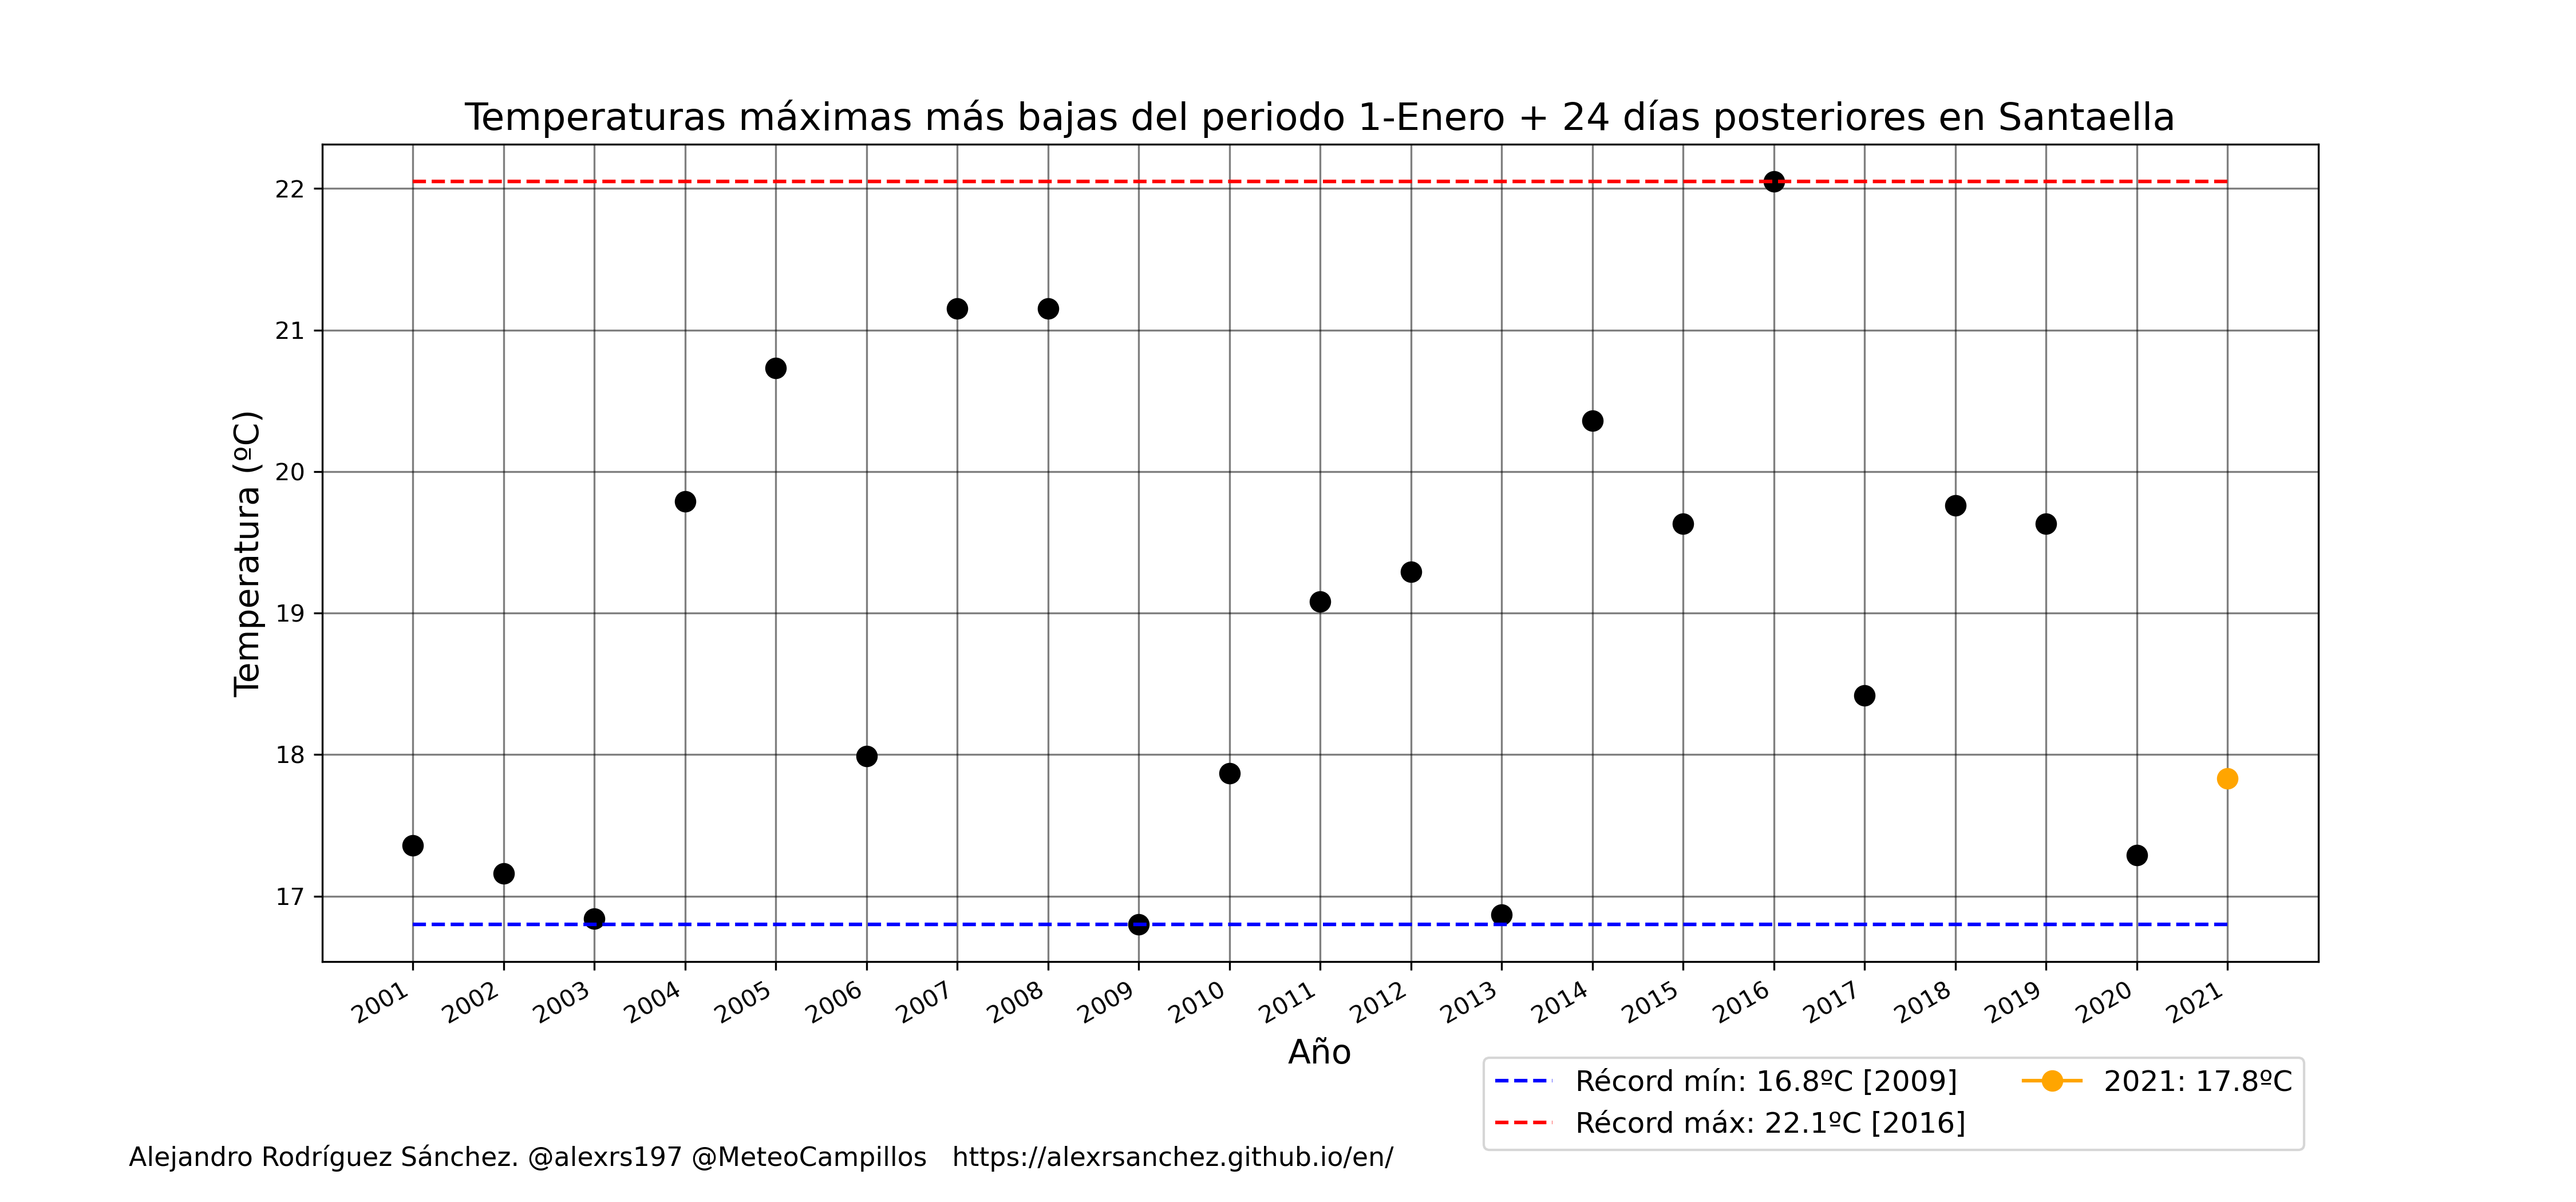 Temperaturas máximas más bajas del periodo 1-Enero + 24 días posteriores en Santaella
Temperatura (ºC)
22
21
20
19
18
17
2001 2002 2003 2004 2005 2006 2007 2008 2009 2010 2011 2012 2013 2014 2015 2016 2017 2018 2019 2020 2021
Año
Récord mín: 16.8ºC [2009]
Récord máx: 22.1ºC [2016]
2021: 17.8ºC
Alejandro Rodríguez Sánchez. @alexrs197 @MeteoCampillos https://alexrsanchez.github.io/en/